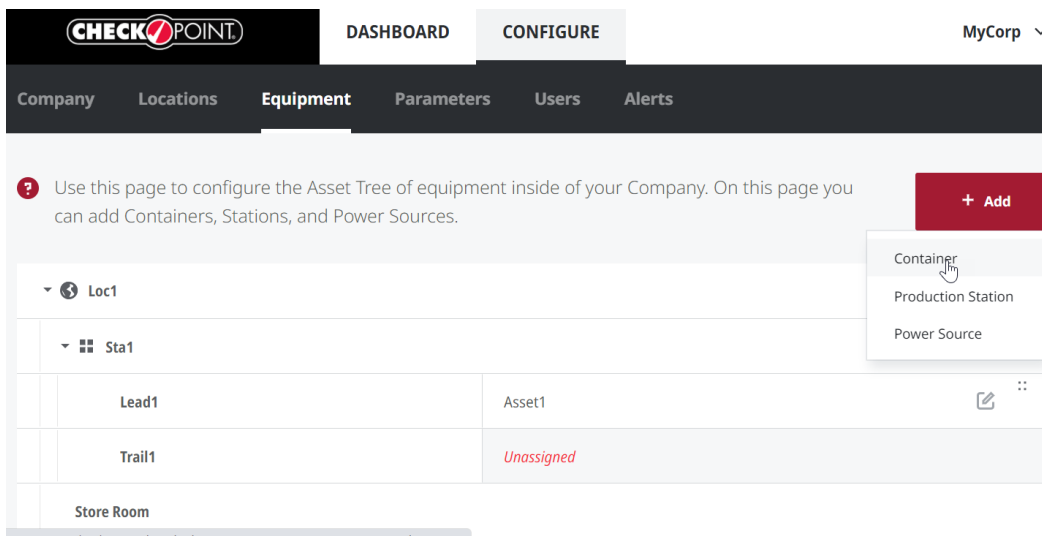 CHECK POINT.
DASHBOARD
CONFIGURE
MyCorp
Company
Locations
Equipment
Parameters
Users
Alerts
? Use this page to configure the Asset Tree of equipment inside of your Company. On this page you
can add Containers, Stations, and Power Sources.
+ Add
Container
Production Station
Power Source
Loc1
Sta1
Lead1
Asset1
Trail1
Unassigned
Store Room